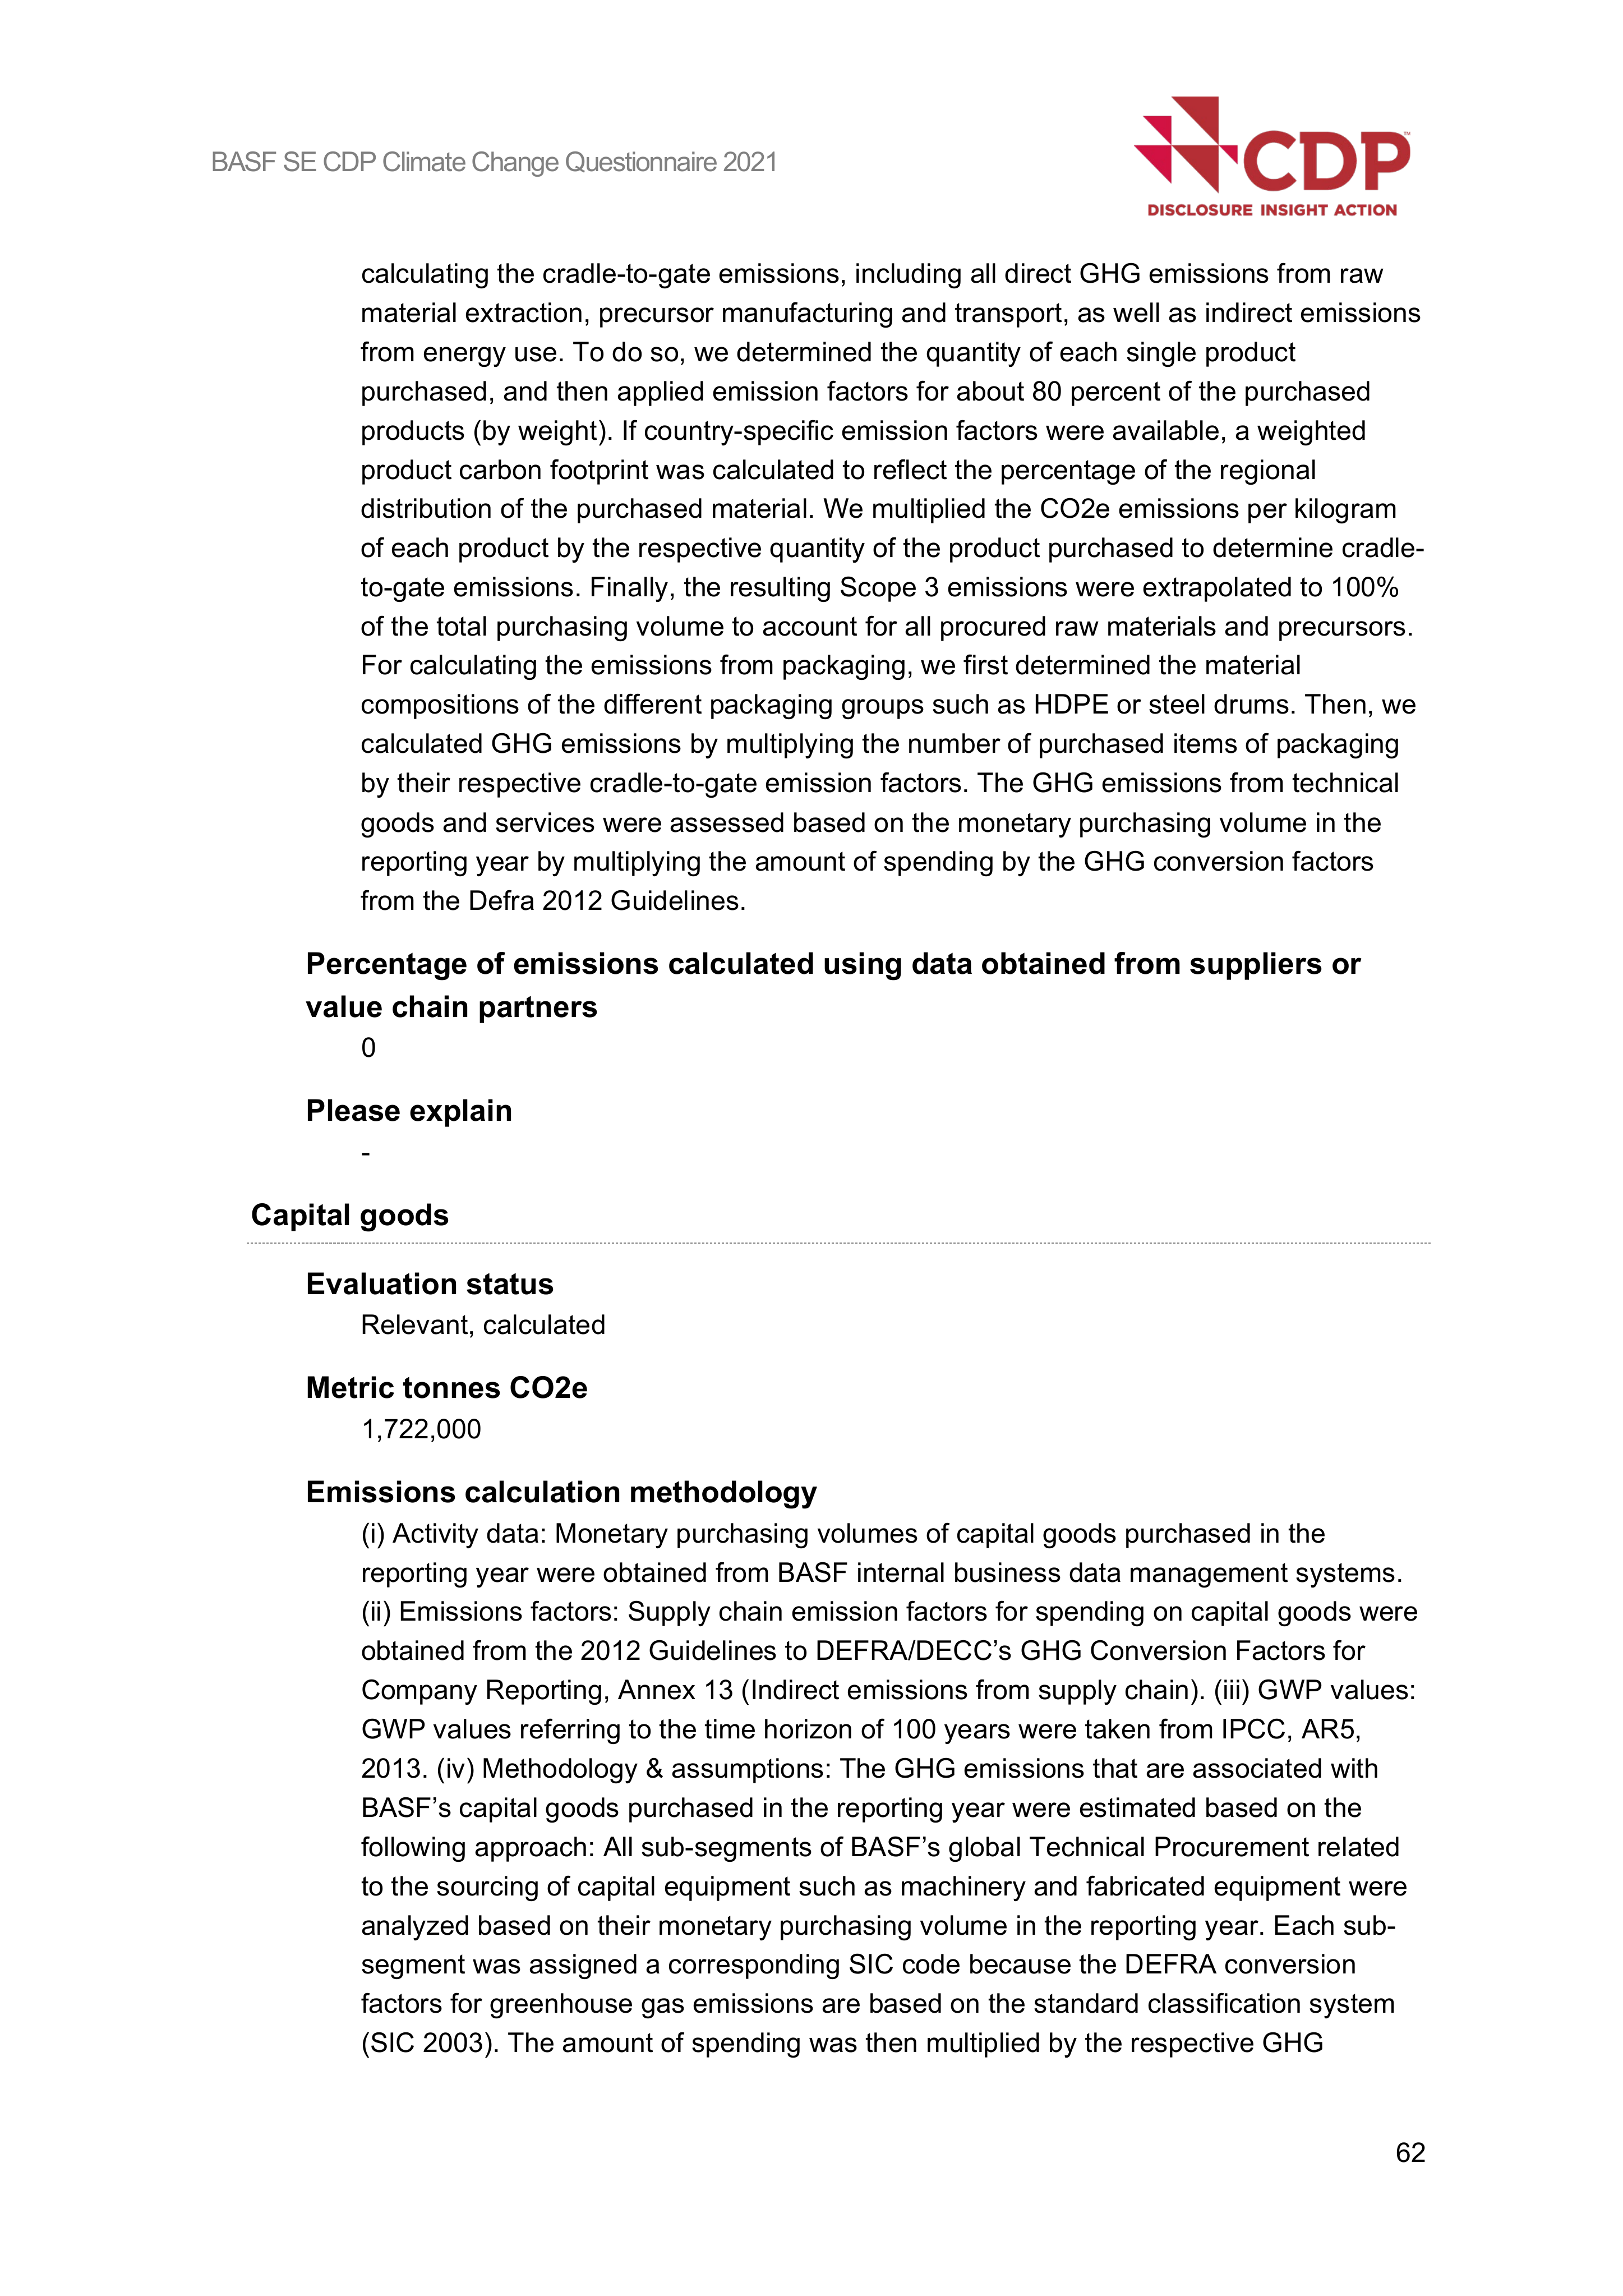 BASF SE CDP Climate Change Questionnaire 2021
CDP™
DISCLOSURE INSIGHT ACTION
calculating the cradle-to-gate emissions, including all direct GHG emissions from raw
material extraction, precursor manufacturing and transport, as well as indirect emissions
from energy use. To do so, we determined the quantity of each single product
purchased, and then applied emission factors for about 80 percent of the purchased
products (by weight). If country-specific emission factors were available, a weighted
product carbon footprint was calculated to reflect the percentage of the regional
distribution of the purchased material. We multiplied the CO2e emissions per kilogram
of each product by the respective quantity of the product purchased to determine cradle-
to-gate emissions. Finally, the resulting Scope 3 emissions were extrapolated to 100%
of the total purchasing volume to account for all procured raw materials and precursors.
For calculating the emissions from packaging, we first determined the material
compositions of the different packaging groups such as HDPE or steel drums. Then, we
calculated GHG emissions by multiplying the number of purchased items of packaging
by their respective cradle-to-gate emission factors. The GHG emissions from technical
goods and services were assessed based on the monetary purchasing volume in the
reporting year by multiplying the amount of spending by the GHG conversion factors
from the Defra 2012 Guidelines.
Percentage of emissions calculated using data obtained from suppliers or
value chain partners
0
Please explain
-
Capital goods
Evaluation status
Relevant, calculated
Metric tonnes CO2e
1,722,000
Emissions calculation methodology
(i) Activity data: Monetary purchasing volumes of capital goods purchased in the
reporting year were obtained from BASF internal business data management systems.
(ii) Emissions factors: Supply chain emission factors for spending on capital goods were
obtained from the 2012 Guidelines to DEFRA/DECC’s GHG Conversion Factors for
Company Reporting, Annex 13 (Indirect emissions from supply chain). (iii) GWP values:
GWP values referring to the time horizon of 100 years were taken from IPCC, AR5,
2013. (iv) Methodology & assumptions: The GHG emissions that are associated with
BASF’s capital goods purchased in the reporting year were estimated based on the
following approach: All sub-segments of BASF’s global Technical Procurement related
to the sourcing of capital equipment such as machinery and fabricated equipment were
analyzed based on their monetary purchasing volume in the reporting year. Each sub-
segment was assigned a corresponding SIC code because the DEFRA conversion
factors for greenhouse gas emissions are based on the standard classification system
(SIC 2003). The amount of spending was then multiplied by the respective GHG
62